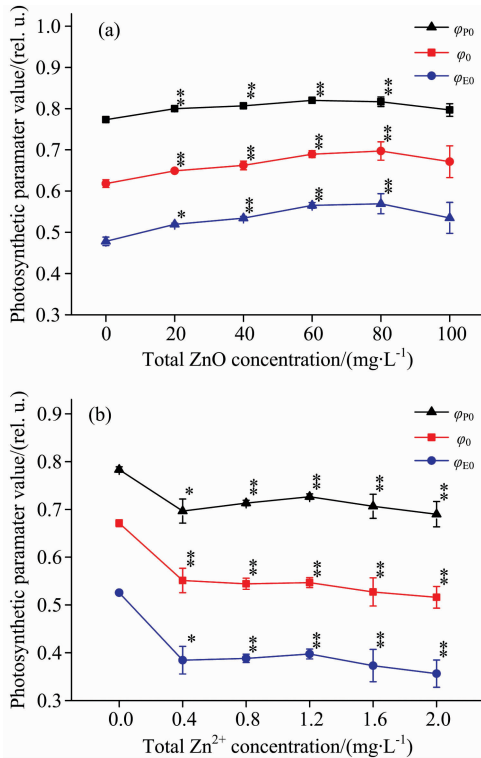 (a)
φP0
φ0
φE0
Photosynthetic paramater value/(rel. u.)
0.9
0.8
0.7
0.6
0.5
0.4
0.3
** ** ** **
** ** ** **
* ** ** **
0 20 40 60 80 100
Total ZnO concentration/(mg·L⁻¹)
(b)
φP0
φ0
φE0
Photosynthetic paramater value/(rel. u.)
0.9
0.8
0.7
0.6
0.5
0.4
0.3
* ** ** ** **
** ** ** ** **
* ** ** ** **
0.0 0.4 0.8 1.2 1.6 2.0
Total Zn²⁺ concentration/(mg·L⁻¹)